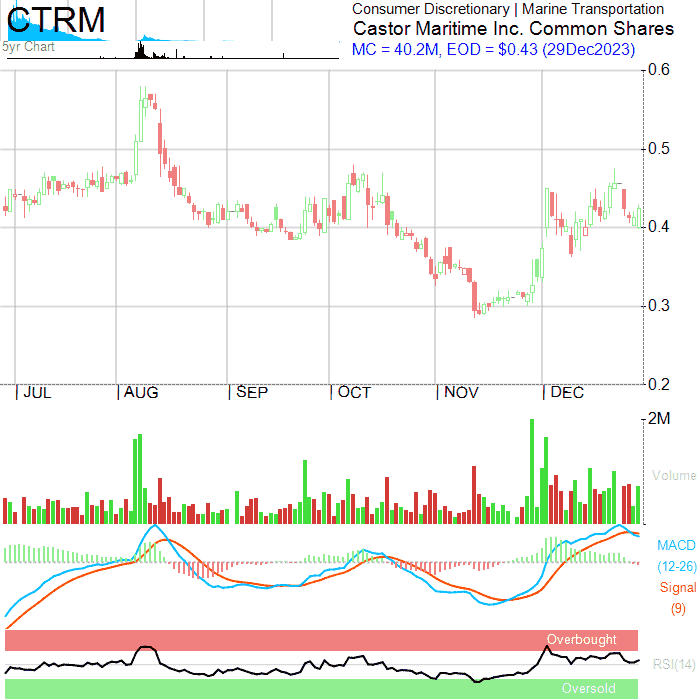 CTRM
Consumer Discretionary | Marine Transportation
Castor Maritime Inc. Common Shares
5yr Chart
MC = 40.2M, EOD = $0.43 (29Dec2023)
0.6
0.5
0.4
0.3
0.2
JUL AUG SEP OCT NOV DEC
2M
Volume
MACD
(12-26)
Signal
(9)
Overbought
RSI(14)
Oversold